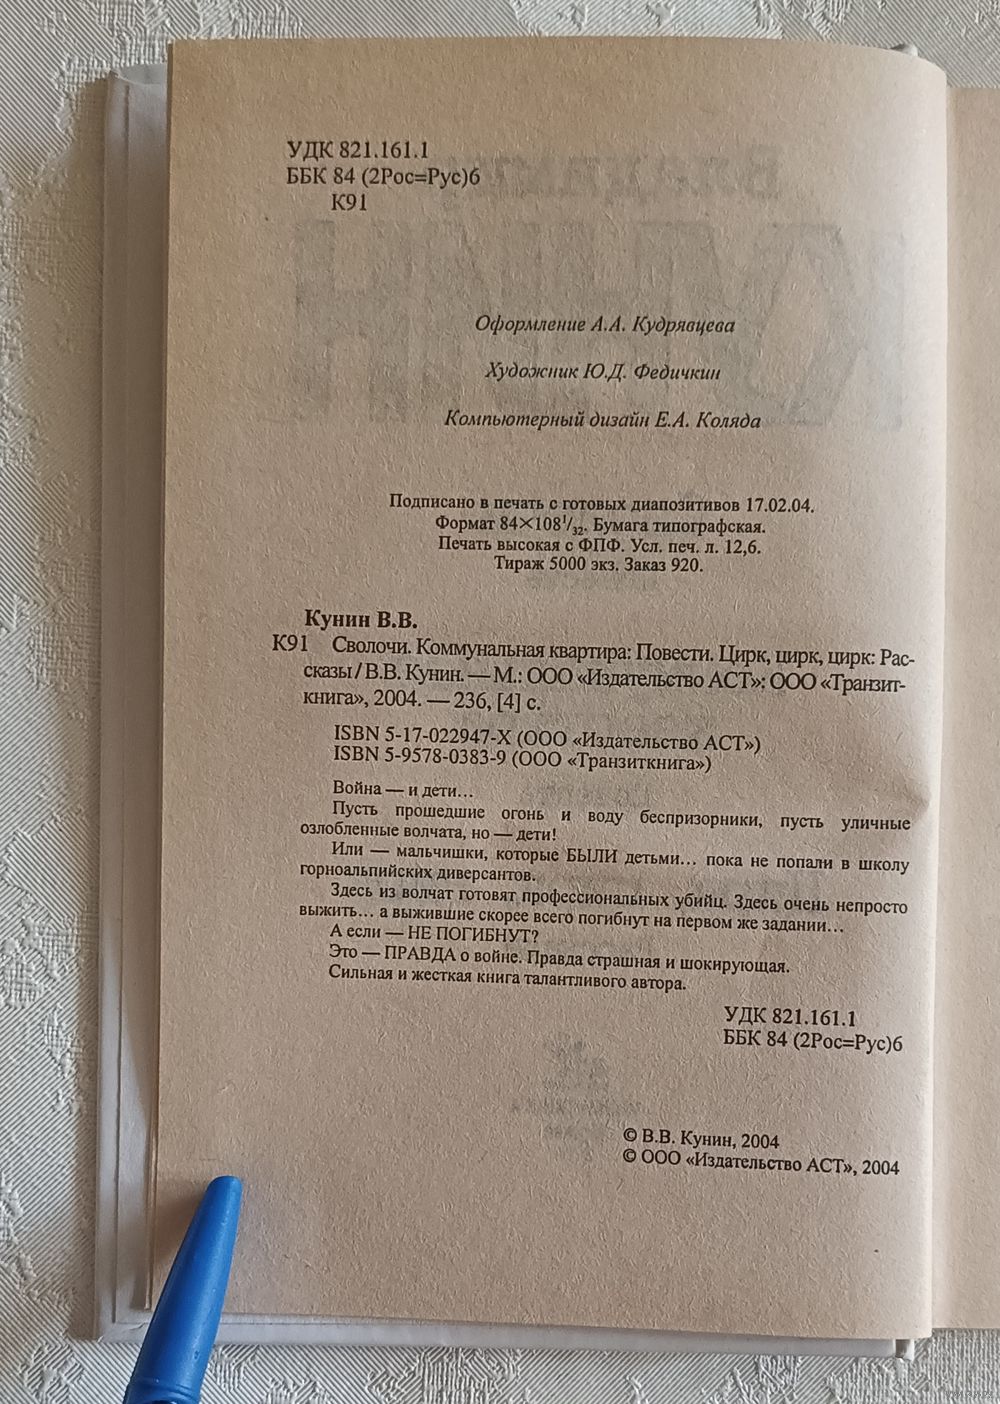 УДК 821.161.1
ББК 84 (2Рос=Рус)6
К91
Оформление А.А. Кудрявцева
Художник Ю.Д. Федичкин
Компьютерный дизайн Е.А. Коляда
Подписано в печать с готовых диапозитивов 17.02.04.
Формат 84×108¹/₃₂. Бумага типографская.
Печать высокая с ФПФ. Усл. печ. л. 12,6.
Тираж 5000 экз. Заказ 920.
Кунин В.В.
К91 Сволочи. Коммунальная квартира: Повести. Цирк, цирк, цирк: Рас-
сказы / В.В. Кунин. — М.: ООО «Издательство АСТ»: ООО «Транзит-
книга», 2004. — 236, [4] с.
ISBN 5-17-022947-X (ООО «Издательство АСТ»)
ISBN 5-9578-0383-9 (ООО «Транзиткнига»)
Война — и дети...
Пусть прошедшие огонь и воду беспризорники, пусть уличные
озлобленные волчата, но — дети!
Или — мальчишки, которые БЫЛИ детьми... пока не попали в школу
горноальпийских диверсантов.
Здесь из волчат готовят профессиональных убийц. Здесь очень непросто
выжить... а выжившие скорее всего погибнут на первом же задании...
А если — НЕ ПОГИБНУТ?
Это — ПРАВДА о войне. Правда страшная и шокирующая.
Сильная и жесткая книга талантливого автора.
УДК 821.161.1
ББК 84 (2Рос=Рус)6
© В.В. Кунин, 2004
© ООО «Издательство АСТ», 2004